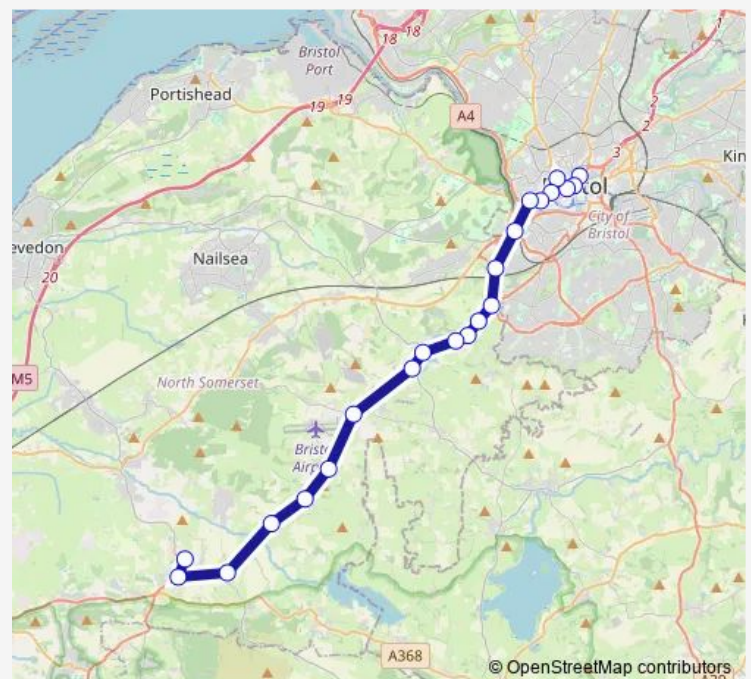 18
18
Bristol
Port
1
Portishead
19
19
2
2
A4
3
Kin
City of
Bristol
evedon
Nailsea
20
M5
North Somerset
A368
© OpenStreetMap contributors